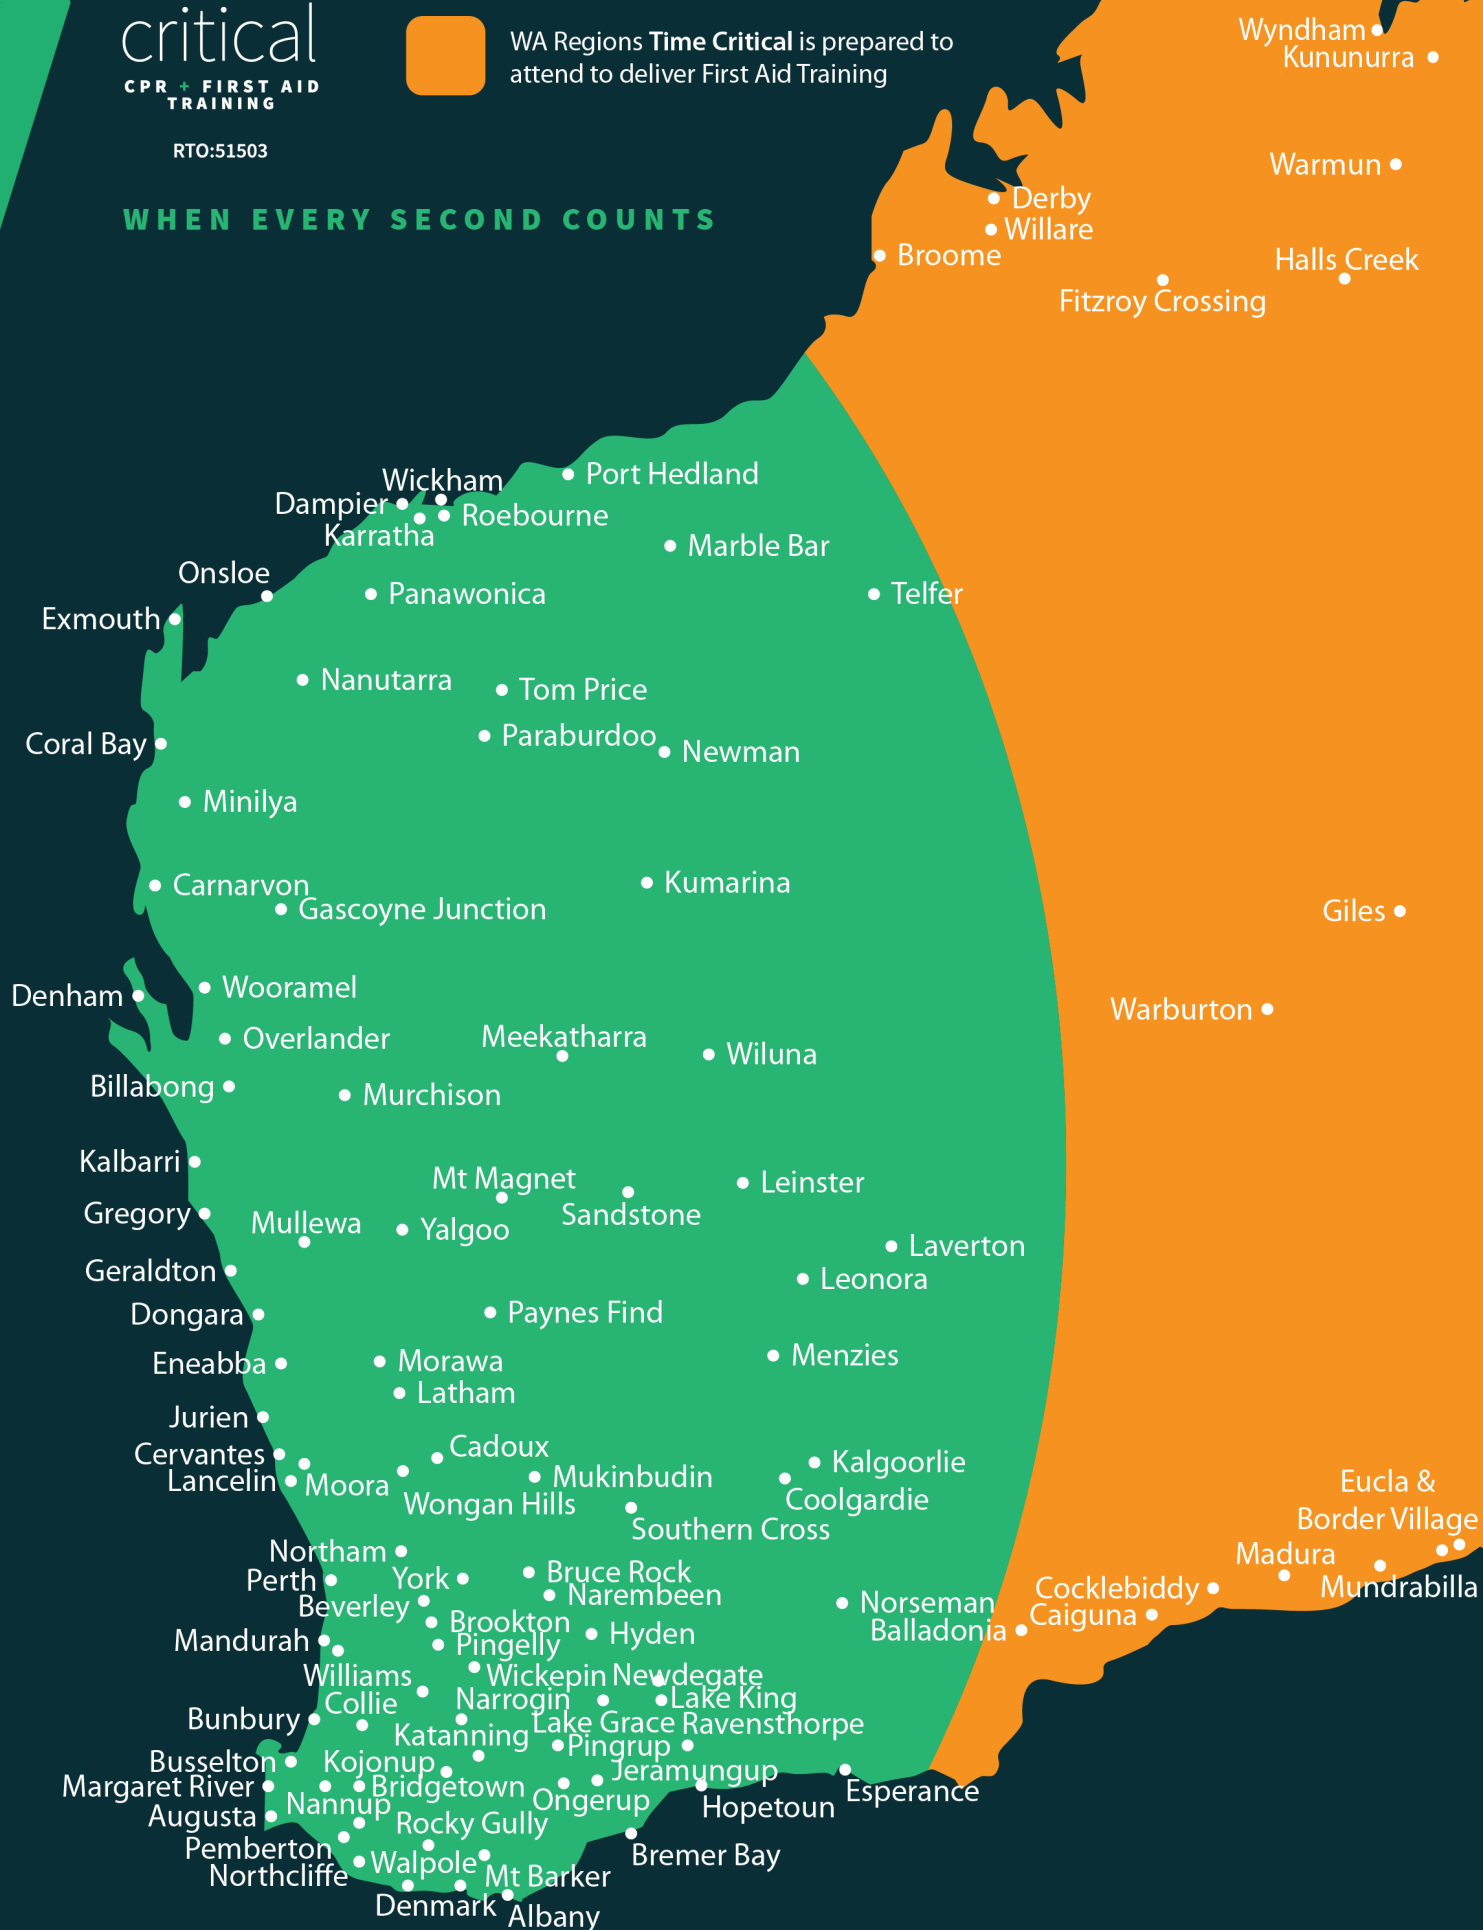 critical
CPR + FIRST AID
TRAINING
RTO:51503
WHEN EVERY SECOND COUNTS
WA Regions Time Critical is prepared to
attend to deliver First Aid Training
Wyndham
Kununurra
Warmun
Derby
Willare
Broome
Halls Creek
Fitzroy Crossing
Wickham
Port Hedland
Dampier
Roebourne
Karratha
Marble Bar
Onsloe
Panawonica
Telfer
Exmouth
Nanutarra
Tom Price
Coral Bay
Paraburdoo
Newman
Minilya
Carnarvon
Kumarina
Gascoyne Junction
Giles
Denham
Wooramel
Warburton
Overlander
Meekatharra
Wiluna
Billabong
Murchison
Kalbarri
Mt Magnet
Leinster
Gregory
Mullewa
Yalgoo
Sandstone
Laverton
Geraldton
Leonora
Dongara
Paynes Find
Eneabba
Morawa
Menzies
Latham
Jurien
Cervantes
Cadoux
Kalgoorlie
Lancelin
Moora
Mukinbudin
Coolgardie
Wongan Hills
Southern Cross
Eucla &
Border Village
Northam
Madura
Perth
York
Bruce Rock
Mundrabilla
Beverley
Narembeen
Cocklebiddy
Norseman
Caiguna
Brookton
Balladonia
Mandurah
Pingelly
Hyden
Williams
Wickepin
Newdegate
Collie
Narrogin
Lake King
Bunbury
Katanning
Lake Grace
Ravensthorpe
Busselton
Kojonup
Pingrup
Jeramungup
Margaret River
Bridgetown
Esperance
Nannup
Ongerup
Hopetoun
Augusta
Rocky Gully
Pemberton
Bremer Bay
Northcliffe
Walpole
Mt Barker
Denmark
Albany